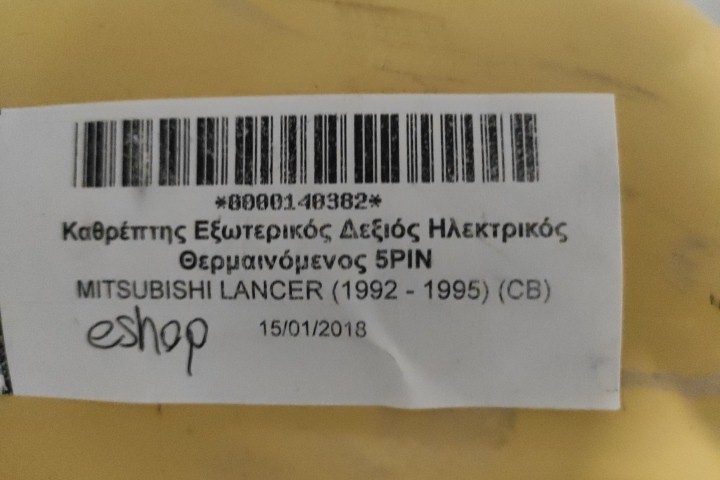 *0000140382*
Καθρέπτης Εξωτερικός Δεξιός Ηλεκτρικός
Θερμαινόμενος 5PIN
MITSUBISHI LANCER (1992 - 1995) (CB)
eshop 15/01/2018